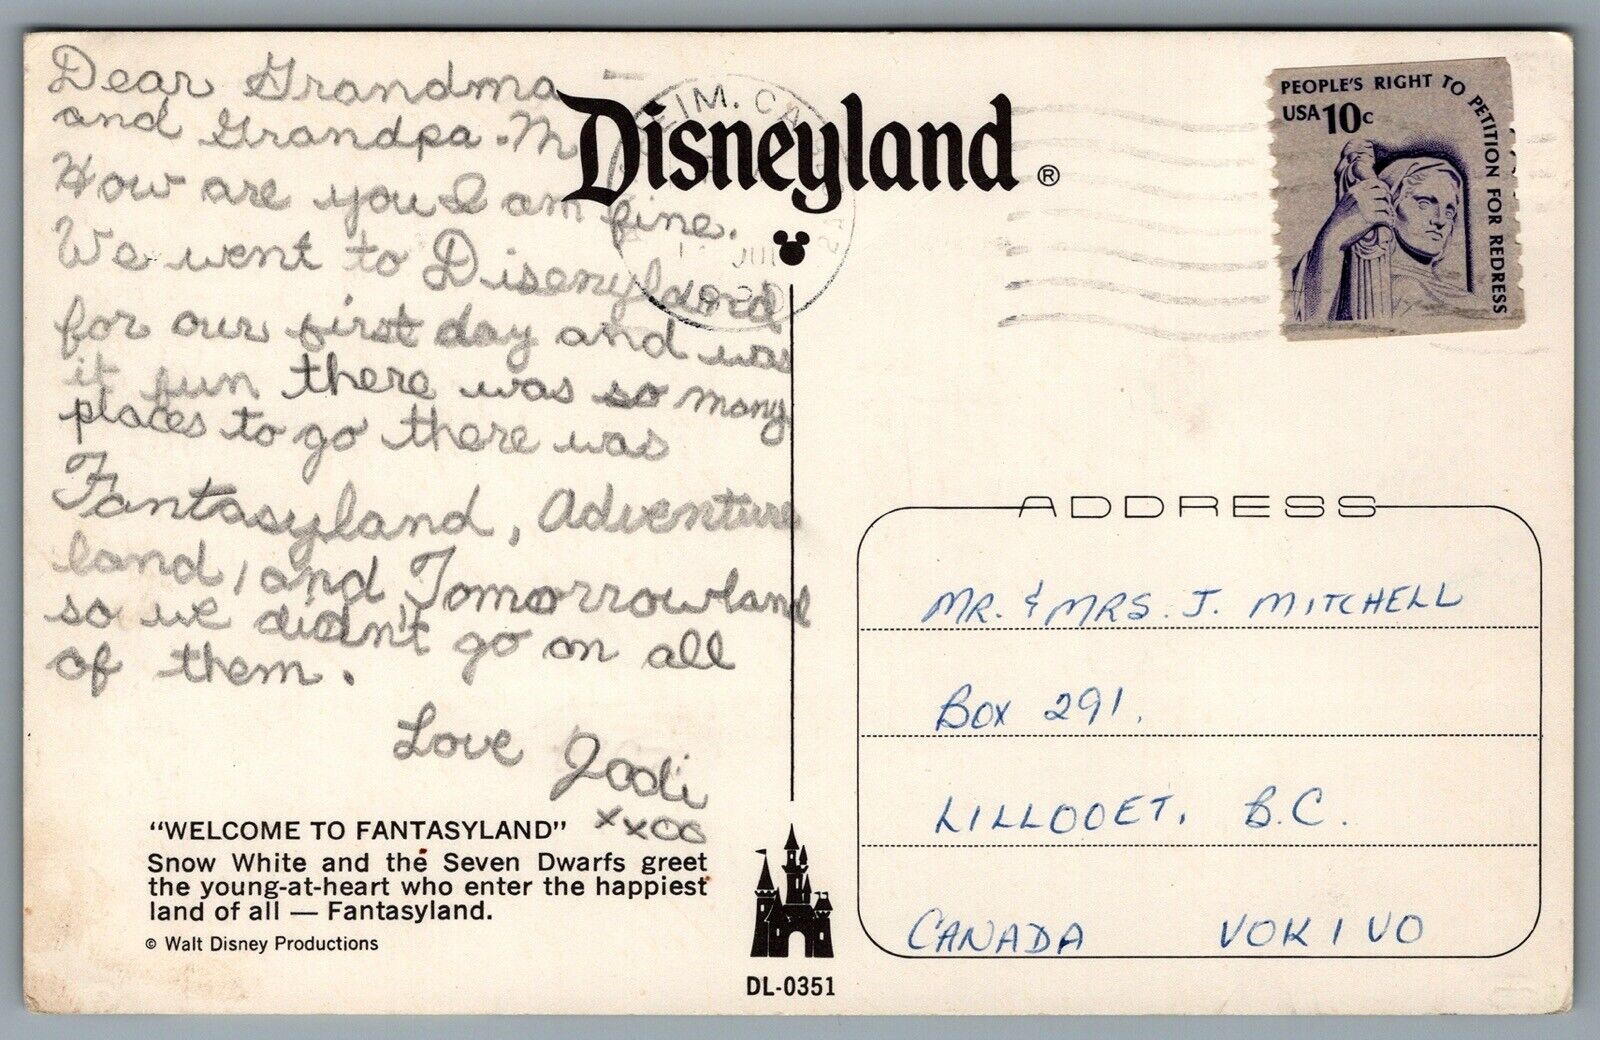 Dear Grandma
and Grandpa. M
How are you I am fine.
We went to Disenyland
for our first day and was
it fun there was so many
places to go there was
Fantasyland, Adventure
land, and Tomorrowland
so we didn't go on all
of them.
Love Jodi
xxoo
"WELCOME TO FANTASYLAND"
Snow White and the Seven Dwarfs greet
the young-at-heart who enter the happiest
land of all — Fantasyland.
© Walt Disney Productions
Disneyland ®
DL-0351
PEOPLE'S RIGHT TO PETITION FOR REDRESS
USA 10c
ADDRESS
MR. & MRS. J. MITCHELL
BOX 291.
LILLOOET, B.C.
CANADA VOK 1 VO